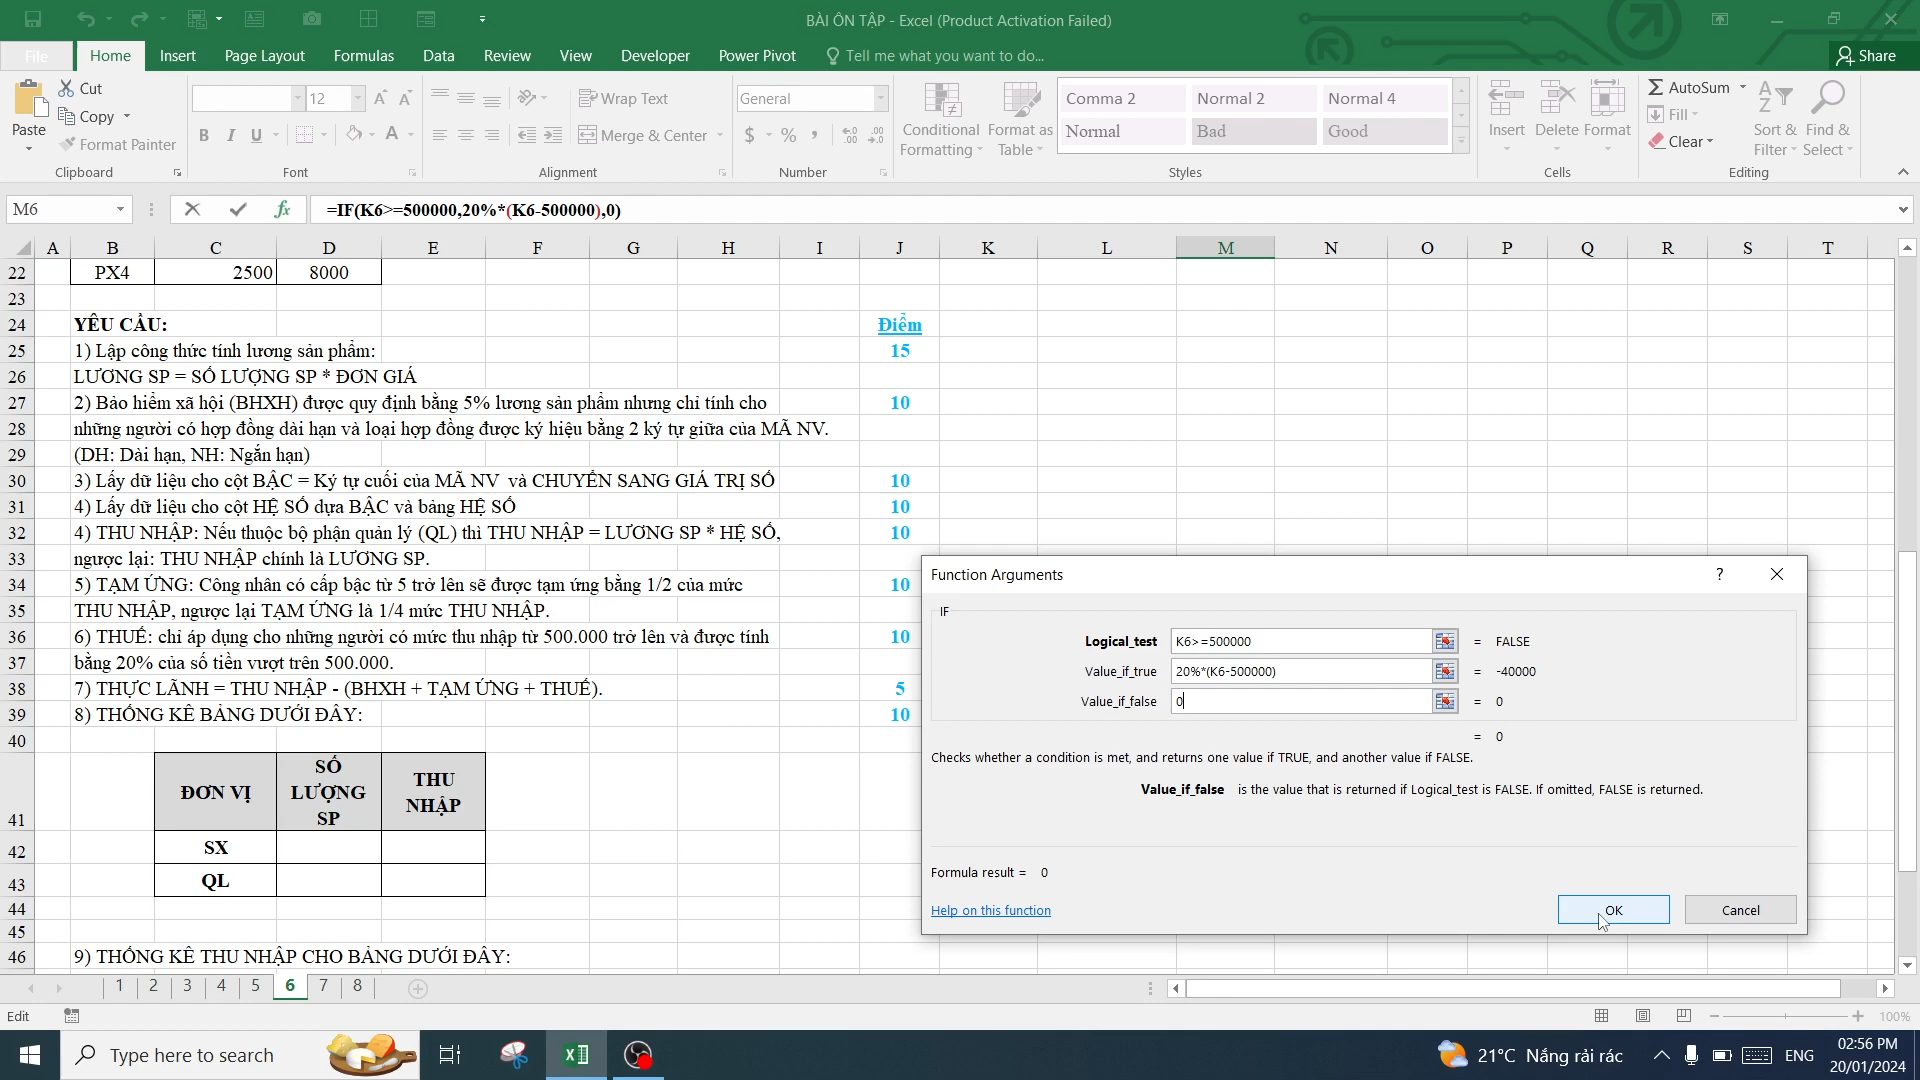 BÀI ÔN TẬP - Excel (Product Activation Failed)
File Home Insert Page Layout Formulas Data Review View Developer Power Pivot Tell me what you want to do... Share
Paste
Cut
Copy
Format Painter
Clipboard
12
B I U
Font
Wrap Text
Merge & Center
Alignment
General
$ % ,
Number
Conditional Formatting
Format as Table
Comma 2 Normal 2 Normal 4
Normal Bad Good
Styles
Insert Delete Format
Cells
AutoSum
Fill
Clear
Sort & Filter
Find & Select
Editing
M6 fx =IF(K6>=500000,20%*(K6-500000),0)
A B C D E F G H I J K L M N O P Q R S T
22 PX4 2500 8000
23
24 YÊU CẦU: Điểm
25 1) Lập công thức tính lương sản phẩm: 15
26 LƯƠNG SP = SỐ LƯỢNG SP * ĐƠN GIÁ
27 2) Bảo hiểm xã hội (BHXH) được quy định bằng 5% lương sản phẩm nhưng chỉ tính cho 10
28 những người có hợp đồng dài hạn và loại hợp đồng được ký hiệu bằng 2 ký tự giữa của MÃ NV.
29 (DH: Dài hạn, NH: Ngắn hạn)
30 3) Lấy dữ liệu cho cột BẬC = Ký tự cuối của MÃ NV và CHUYỂN SANG GIÁ TRỊ SỐ 10
31 4) Lấy dữ liệu cho cột HỆ SỐ dựa BẬC và bảng HỆ SỐ 10
32 4) THU NHẬP: Nếu thuộc bộ phận quản lý (QL) thì THU NHẬP = LƯƠNG SP * HỆ SỐ, 10
33 ngược lại: THU NHẬP chính là LƯƠNG SP.
34 5) TẠM ỨNG: Công nhân có cấp bậc từ 5 trở lên sẽ được tạm ứng bằng 1/2 của mức 10
35 THU NHẬP, ngược lại TẠM ỨNG là 1/4 mức THU NHẬP.
36 6) THUẾ: chỉ áp dụng cho những người có mức thu nhập từ 500.000 trở lên và được tính 10
37 bằng 20% của số tiền vượt trên 500.000.
38 7) THỰC LÃNH = THU NHẬP - (BHXH + TẠM ỨNG + THUẾ). 5
39 8) THỐNG KÊ BẢNG DƯỚI ĐÂY: 10
40
41 ĐƠN VỊ SỐ LƯỢNG SP THU NHẬP
42 SX
43 QL
44
45
46 9) THỐNG KÊ THU NHẬP CHO BẢNG DƯỚI ĐÂY:
Function Arguments ?
IF
Logical_test K6>=500000 = FALSE
Value_if_true 20%*(K6-500000) = -40000
Value_if_false 0 = 0
= 0
Checks whether a condition is met, and returns one value if TRUE, and another value if FALSE.
Value_if_false is the value that is returned if Logical_test is FALSE. If omitted, FALSE is returned.
Formula result = 0
Help on this function OK Cancel
1 2 3 4 5 6 7 8
Edit 100%
Type here to search 21°C Nắng rải rác ENG 02:56 PM
20/01/2024